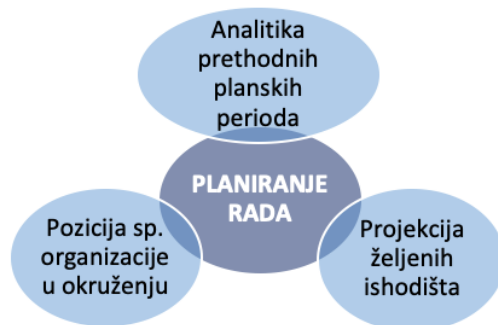 Analitika
prethodnih
planskih
perioda
PLANIRANJE
RADA
Pozicija sp.
organizacije
u okruženju
Projekcija
željenih
ishodišta